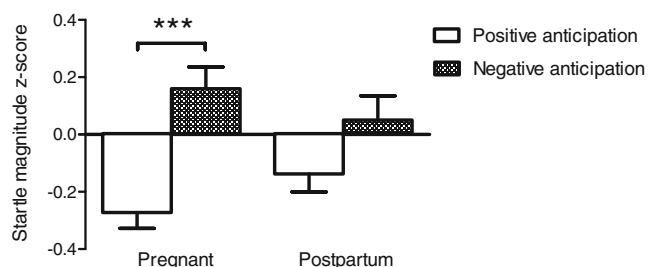 ***
Positive anticipation
Negative anticipation
Startle magnitude z-score
0.4
0.2
0.0
-0.2
-0.4
Pregnant Postpartum